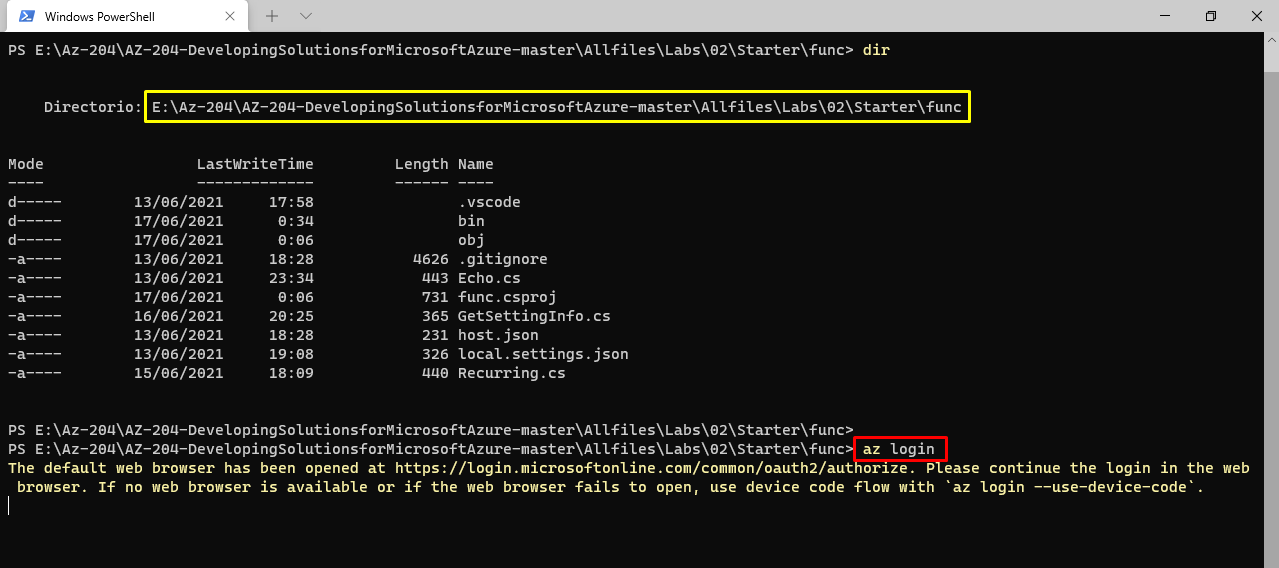 Windows PowerShell
PS E:\Az-204\AZ-204-DevelopingSolutionsforMicrosoftAzure-master\Allfiles\Labs\02\Starter\func> dir
Directorio: E:\Az-204\AZ-204-DevelopingSolutionsforMicrosoftAzure-master\Allfiles\Labs\02\Starter\func
Mode LastWriteTime Length Name
---- ------------- ------ ----
d----- 13/06/2021 17:58 .vscode
d----- 17/06/2021 0:34 bin
d----- 17/06/2021 0:06 obj
-a---- 13/06/2021 18:28 4626 .gitignore
-a---- 13/06/2021 23:34 443 Echo.cs
-a---- 17/06/2021 0:06 731 func.csproj
-a---- 16/06/2021 20:25 365 GetSettingInfo.cs
-a---- 13/06/2021 18:28 231 host.json
-a---- 13/06/2021 19:08 326 local.settings.json
-a---- 15/06/2021 18:09 440 Recurring.cs
PS E:\Az-204\AZ-204-DevelopingSolutionsforMicrosoftAzure-master\Allfiles\Labs\02\Starter\func>
PS E:\Az-204\AZ-204-DevelopingSolutionsforMicrosoftAzure-master\Allfiles\Labs\02\Starter\func> az login
The default web browser has been opened at https://login.microsoftonline.com/common/oauth2/authorize. Please continue the login in the web
browser. If no web browser is available or if the web browser fails to open, use device code flow with `az login --use-device-code`.